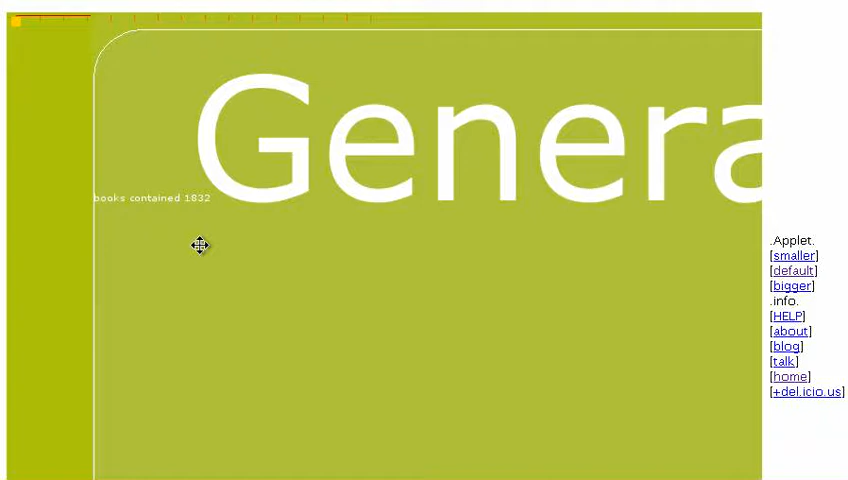 Genera
books contained 1832
.Applet.
[smaller]
[default]
[bigger]
.info.
[HELP]
[about]
[blog]
[talk]
[home]
[+del.icio.us]